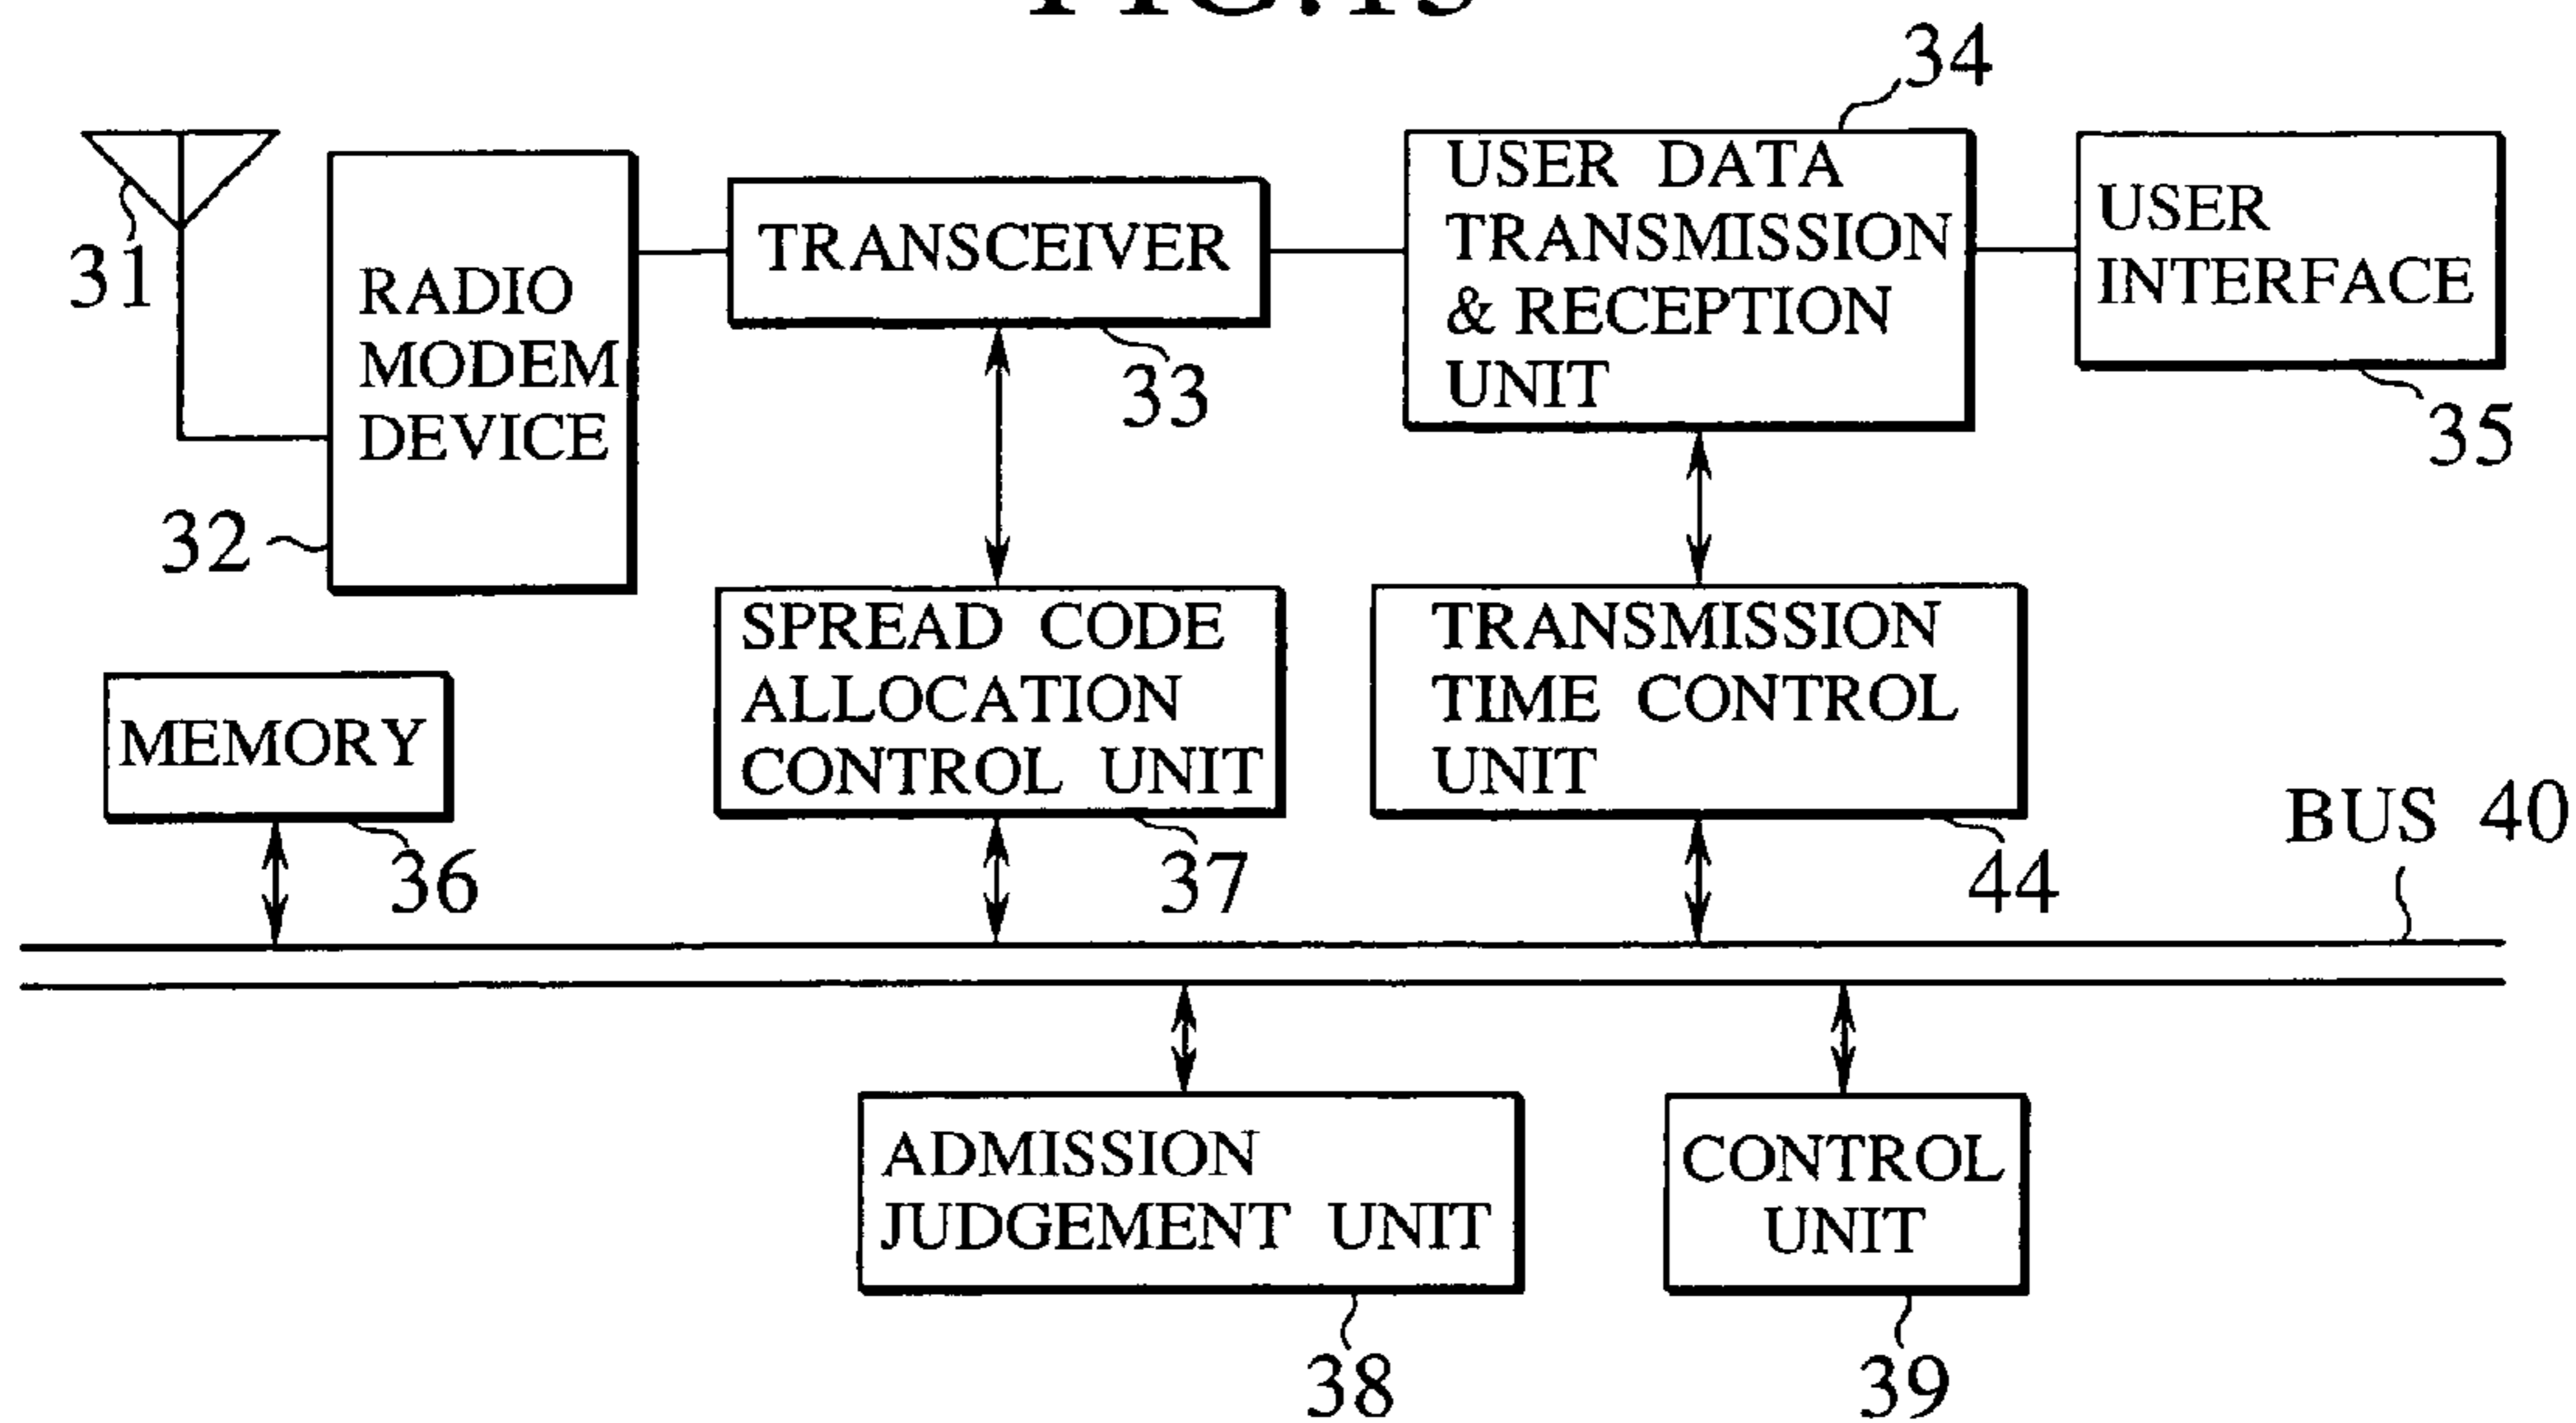 FIG.15
34
31
RADIO
MODEM
DEVICE
32
TRANSCEIVER
33
USER DATA
TRANSMISSION
& RECEPTION
UNIT
USER
INTERFACE
35
MEMORY
36
SPREAD CODE
ALLOCATION
CONTROL UNIT
37
TRANSMISSION
TIME CONTROL
UNIT
44
BUS 40
ADMISSION
JUDGEMENT UNIT
38
CONTROL
UNIT
39